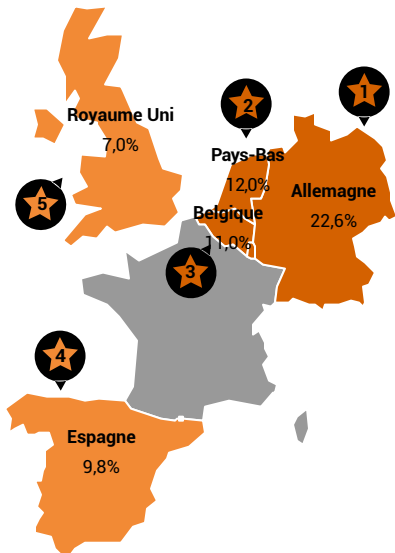 1
2
Royaume Uni
7,0%
Pays-Bas
12,0%
Allemagne
22,6%
5
Belgique
11,0%
3
4
Espagne
9,8%